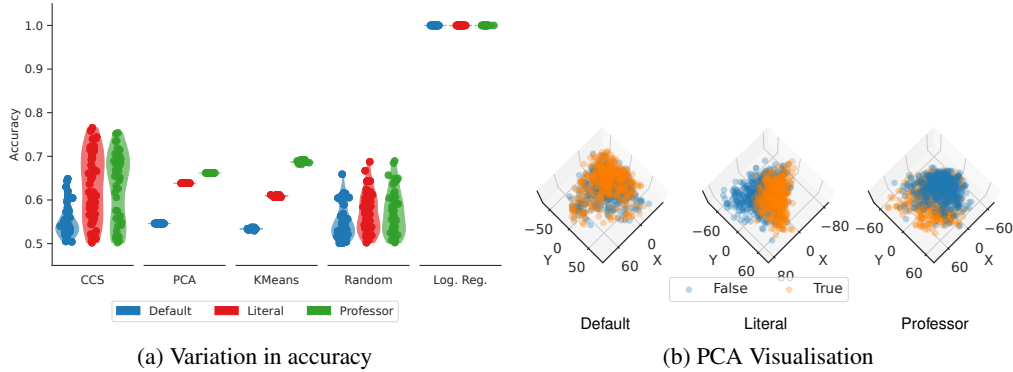 1.0
0.9
0.8
0.7
0.6
0.5
Accuracy
CCS PCA KMeans Random Log. Reg.
Default Literal Professor
(a) Variation in accuracy
−50 0 50 Y
0 60 X
−60 0 60 Y
−80 0 80 X
−60 0 60 Y
−60 0 60 X
False True
Default Literal Professor
(b) PCA Visualisation